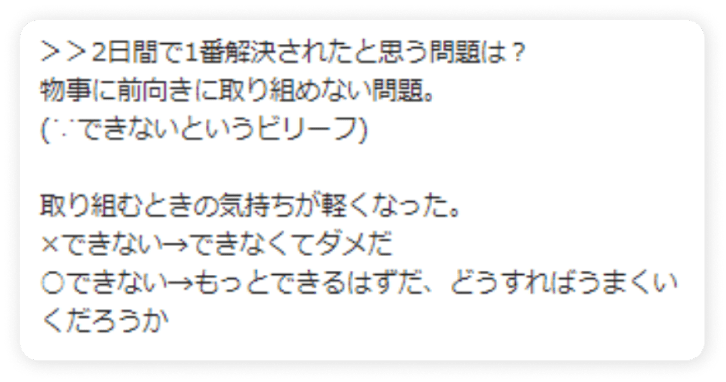 ＞＞2日間で1番解決されたと思う問題は？
物事に前向きに取り組めない問題。
(∵できないというビリーフ)
取り組むときの気持ちが軽くなった。
×できない→できなくてダメだ
○できない→もっとできるはずだ、どうすればうまくい
くだろうか